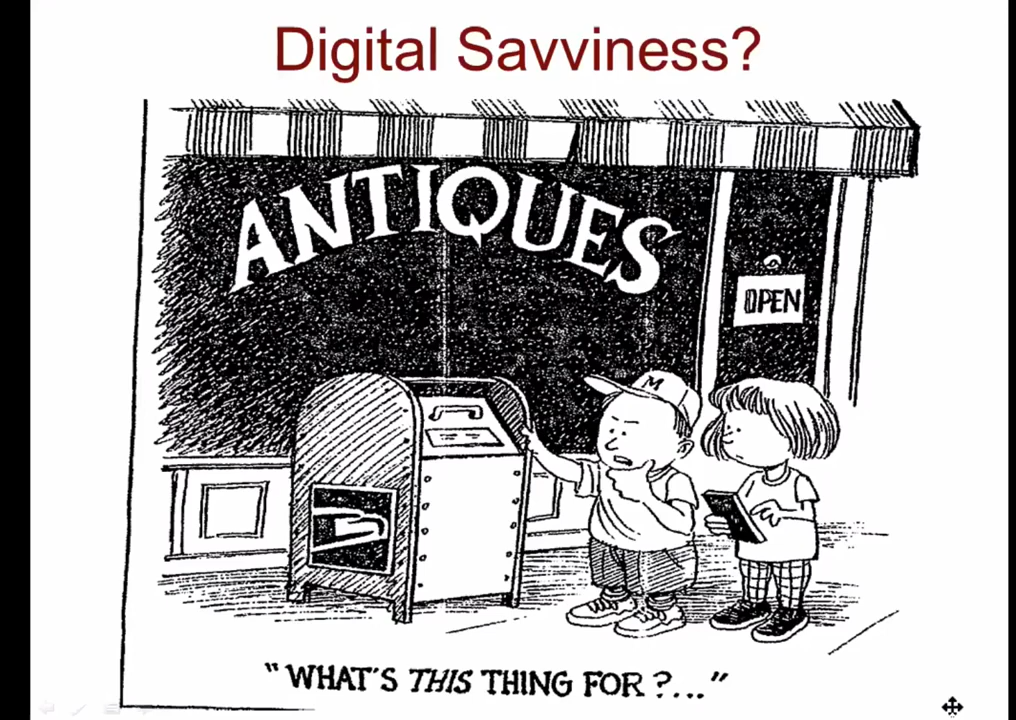 Digital Savviness?
ANTIQUES
OPEN
M
"WHAT'S THIS THING FOR?..."